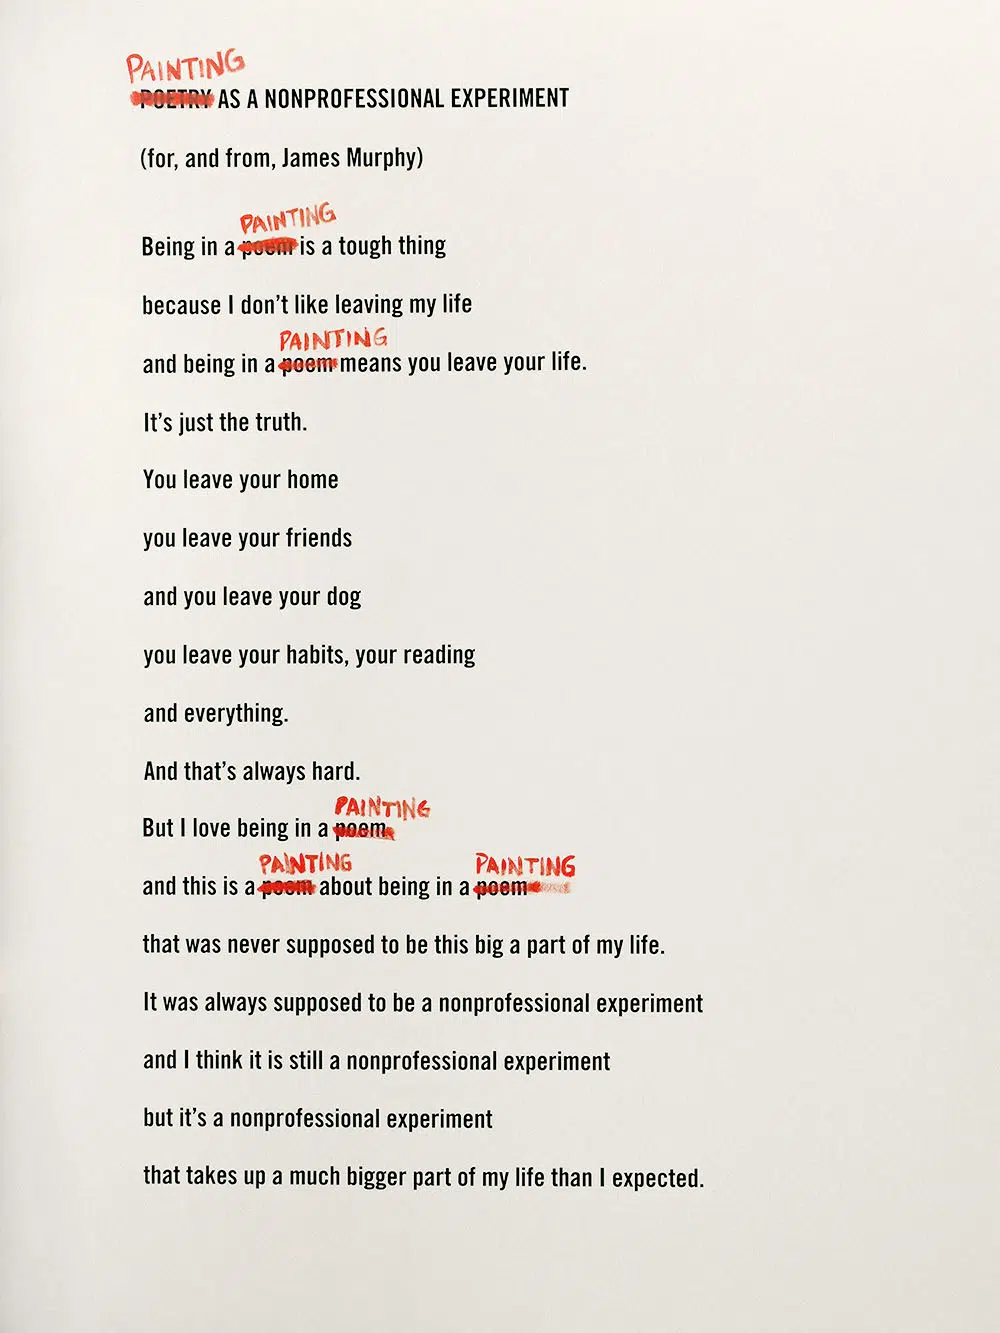 PAINTING
POETRY AS A NONPROFESSIONAL EXPERIMENT
(for, and from, James Murphy)
PAINTING
Being in a poem is a tough thing
because I don't like leaving my life
PAINTING
and being in a poem means you leave your life.
It's just the truth.
You leave your home
you leave your friends
and you leave your dog
you leave your habits, your reading
and everything.
And that's always hard.
PAINTING
But I love being in a poem
PAINTING PAINTING
and this is a poem about being in a poem
that was never supposed to be this big a part of my life.
It was always supposed to be a nonprofessional experiment
and I think it is still a nonprofessional experiment
but it's a nonprofessional experiment
that takes up a much bigger part of my life than I expected.